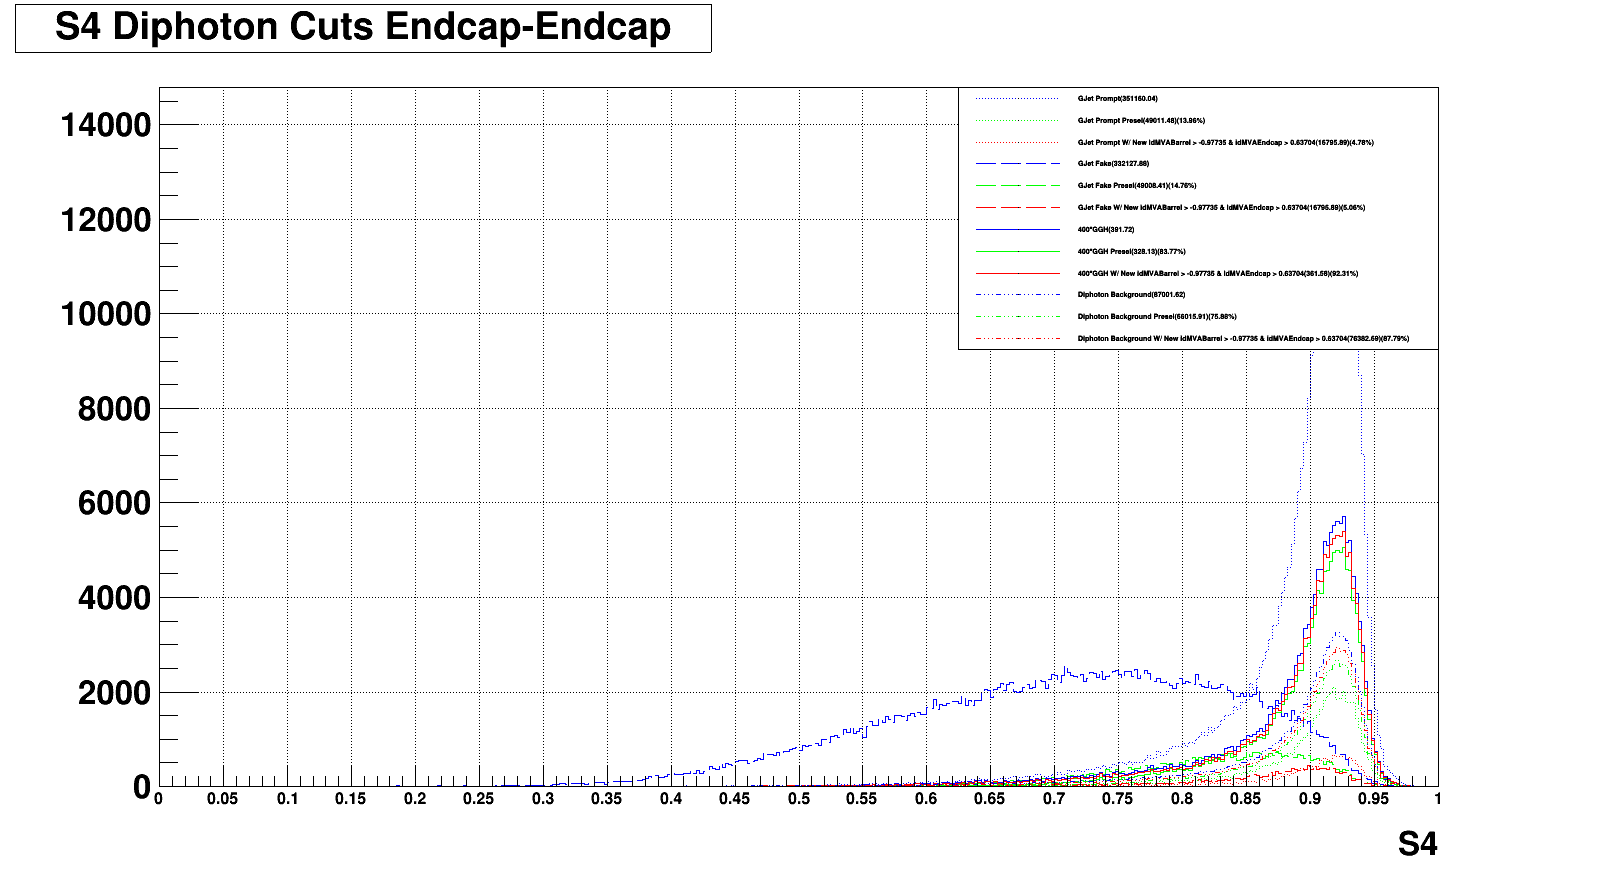 S4 Diphoton Cuts Endcap-Endcap
GJet Prompt(351160.04)
GJet Prompt Presel(49011.48)(13.96%)
GJet Prompt W/ New IdMVABarrel > -0.97735 & IdMVAEndcap > 0.63704(16795.89)(4.78%)
GJet Fake(332127.88)
GJet Fake Presel(49008.41)(14.76%)
GJet Fake W/ New IdMVABarrel > -0.97735 & IdMVAEndcap > 0.63704(16795.89)(5.06%)
400*GGH(391.72)
400*GGH Presel(328.13)(83.77%)
400*GGH W/ New IdMVABarrel > -0.97735 & IdMVAEndcap > 0.63704(361.58)(92.31%)
Diphoton Background(87001.62)
Diphoton Background Presel(66015.91)(75.88%)
Diphoton Background W/ New IdMVABarrel > -0.97735 & IdMVAEndcap > 0.63704(76382.69)(87.79%)
14000
12000
10000
8000
6000
4000
2000
0
0 0.05 0.1 0.15 0.2 0.25 0.3 0.35 0.4 0.45 0.5 0.55 0.6 0.65 0.7 0.75 0.8 0.85 0.9 0.95 1
S4